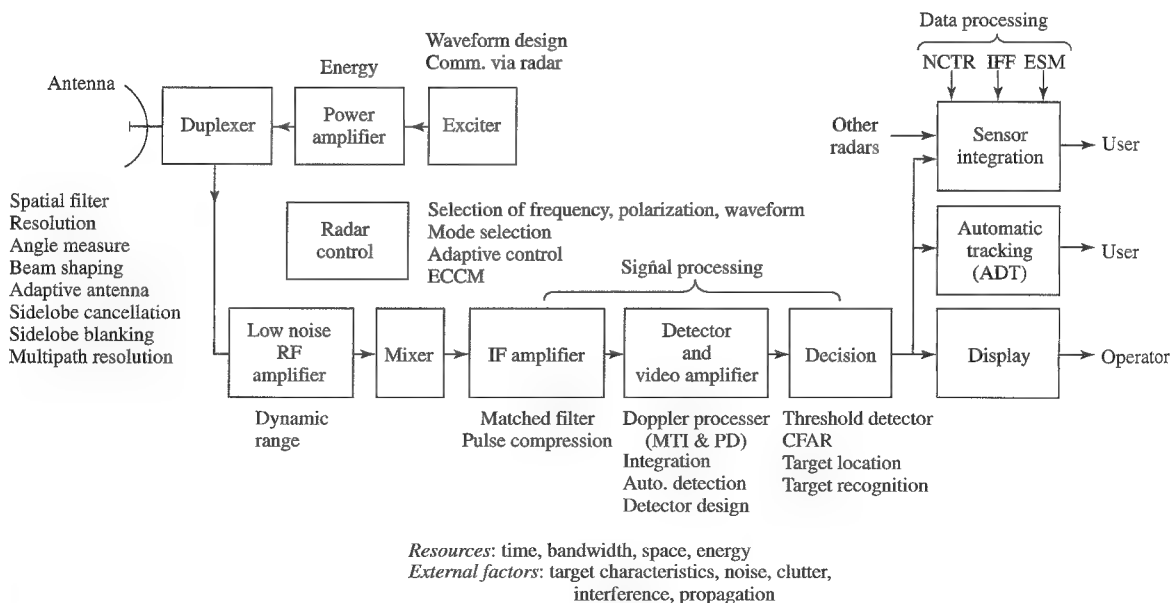 Data processing
NCTR IFF ESM
Waveform design
Comm. via radar
Energy
Antenna
Duplexer
Power
amplifier
Exciter
Other
radars
Sensor
integration
User
Spatial filter
Resolution
Angle measure
Beam shaping
Adaptive antenna
Sidelobe cancellation
Sidelobe blanking
Multipath resolution
Radar
control
Selection of frequency, polarization, waveform
Mode selection
Adaptive control
ECCM
Automatic
tracking
(ADT)
User
Signal processing
Low noise
RF
amplifier
Mixer
IF amplifier
Detector
and
video amplifier
Decision
Display
Operator
Dynamic
range
Matched filter
Pulse compression
Doppler processer
(MTI & PD)
Integration
Auto. detection
Detector design
Threshold detector
CFAR
Target location
Target recognition
Resources: time, bandwidth, space, energy
External factors: target characteristics, noise, clutter,
interference, propagation